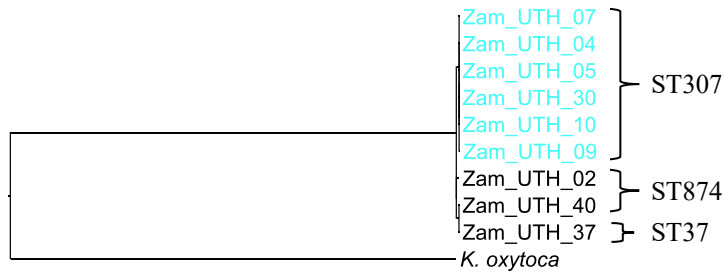 Zam_UTH_07
Zam_UTH_04
Zam_UTH_05
Zam_UTH_30
Zam_UTH_10
Zam_UTH_09
ST307
Zam_UTH_02
Zam_UTH_40
ST874
Zam_UTH_37
ST37
K. oxytoca